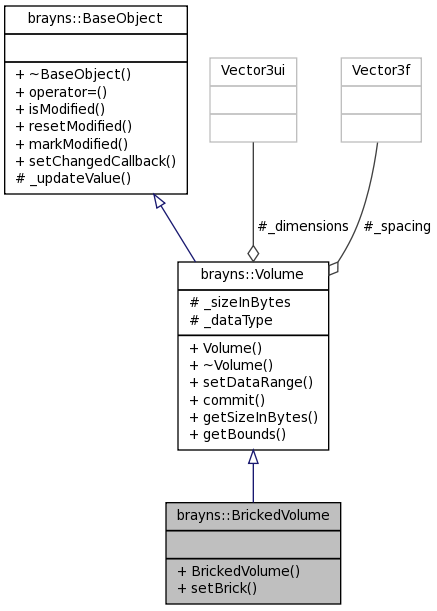 brayns::BaseObject
+ ~BaseObject()
+ operator=()
+ isModified()
+ resetModified()
+ markModified()
+ setChangedCallback()
# _updateValue()
Vector3ui
Vector3f
#_dimensions
#_spacing
brayns::Volume
# _sizeInBytes
# _dataType
+ Volume()
+ ~Volume()
+ setDataRange()
+ commit()
+ getSizeInBytes()
+ getBounds()
brayns::BrickedVolume
+ BrickedVolume()
+ setBrick()